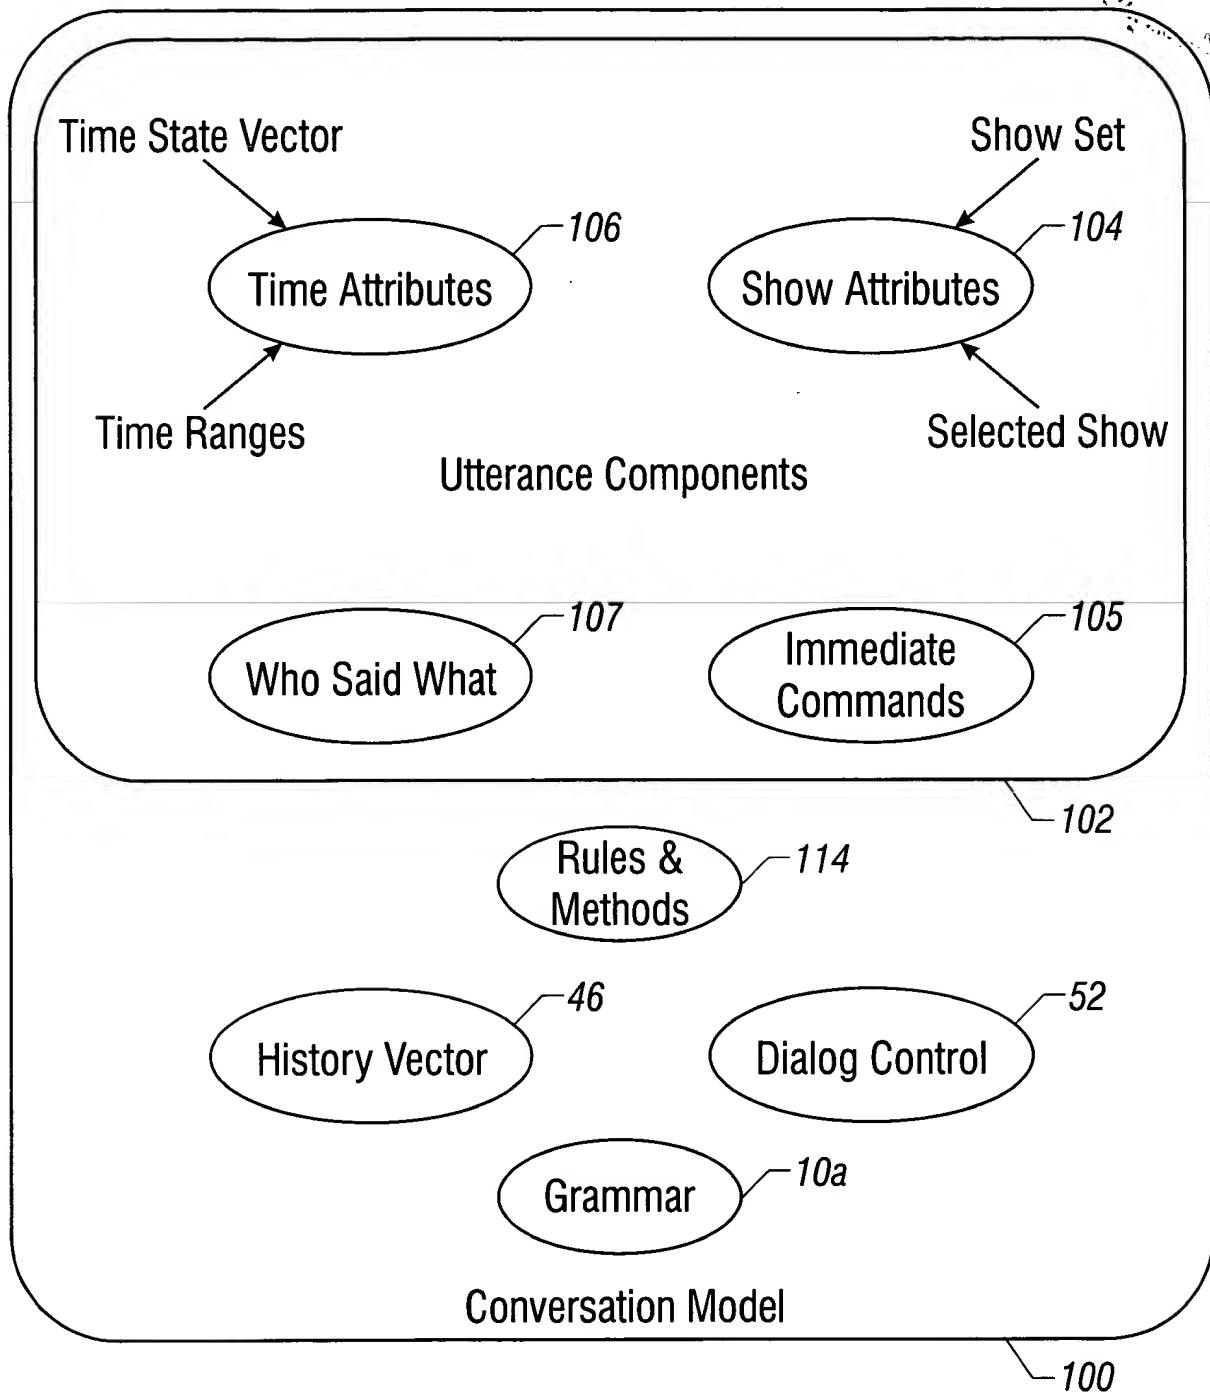 Time State Vector
Show Set
106
104
Time Attributes
Show Attributes
Time Ranges
Selected Show
Utterance Components
107
105
Who Said What
Immediate
Commands
102
Rules &
Methods
114
46
52
History Vector
Dialog Control
10a
Grammar
Conversation Model
100